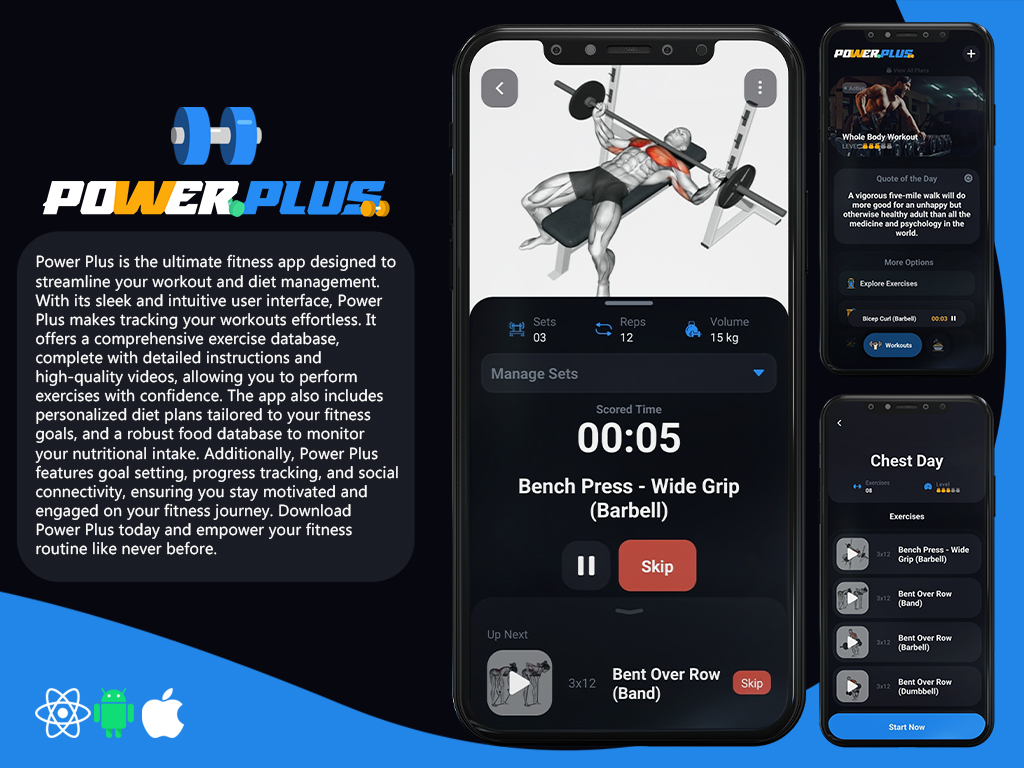 POWER.PLUS.
Power Plus is the ultimate fitness app designed to
streamline your workout and diet management.
With its sleek and intuitive user interface, Power
Plus makes tracking your workouts effortless. It
offers a comprehensive exercise database,
complete with detailed instructions and
high-quality videos, allowing you to perform
exercises with confidence. The app also includes
personalized diet plans tailored to your fitness
goals, and a robust food database to monitor
your nutritional intake. Additionally, Power Plus
features goal setting, progress tracking, and social
connectivity, ensuring you stay motivated and
engaged on your fitness journey. Download
Power Plus today and empower your fitness
routine like never before.
Sets
03
Reps
12
Volume
15 kg
Manage Sets
Scored Time
00:05
Bench Press - Wide Grip
(Barbell)
Skip
Up Next
3x12
Bent Over Row
(Band)
Skip
POWER.PLUS.
View All Plans
Active
Whole Body Workout
LEVEL
Quote of the Day
A vigorous five-mile walk will do
more good for an unhappy but
otherwise healthy adult than all the
medicine and psychology in the
world.
More Options
Explore Exercises
Bicep Curl (Barbell) 00:03
Workouts
Chest Day
Exercises
08
Level
Exercises
3x12
Bench Press - Wide
Grip (Barbell)
3x12
Bent Over Row
(Band)
3x12
Bent Over Row
(Barbell)
3x12
Bent Over Row
(Dumbbell)
Start Now